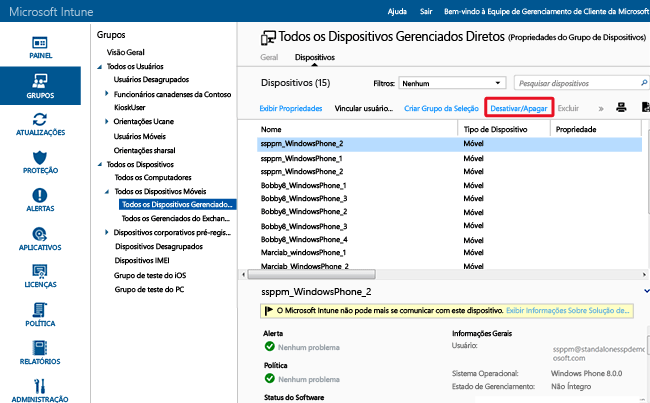 Microsoft Intune
Ajuda Sair Bem-vindo à Equipe de Gerenciamento de Cliente da Microsoft
PAINEL
GRUPOS
ATUALIZAÇÕES
PROTEÇÃO
ALERTAS
APLICATIVOS
LICENÇAS
POLÍTICA
RELATÓRIOS
ADMINISTRAÇÃO
Grupos
Visão Geral
Todos os Usuários
Usuários Desagrupados
Funcionários canadenses da Contoso
KioskUser
Orientações Ucane
Usuários Móveis
Orientações sharsal
Todos os Dispositivos
Todos os Computadores
Todos os Dispositivos Móveis
Todos os Dispositivos Gerenciado...
Todos os Gerenciados do Exchan...
Dispositivos corporativos pré-regis...
Dispositivos Desagrupados
Dispositivos IMEI
Grupo de teste do iOS
Grupo de teste do PC
Todos os Dispositivos Gerenciados Diretos (Propriedades do Grupo de Dispositivos)
Geral Dispositivos
Dispositivos (15) Filtros: Nenhum Pesquisar dispositivos
Exibir Propriedades Vincular usuário... Criar Grupo da Seleção Desativar/Apagar Excluir »
Nome Tipo de Dispositivo Propriedade
ssppm_WindowsPhone_2 Móvel
ssppm_WindowsPhone_1 Móvel
ssppm_WindowsPhone_2 Móvel
Bobby8_WindowsPhone_1 Móvel
Bobby8_WindowsPhone_3 Móvel
Bobby8_WindowsPhone_2 Móvel
Bobby8_WindowsPhone_3 Móvel
Bobby8_WindowsPhone_4 Móvel
Marciab_windowsPhone_1 Móvel
Marciab_WindowsPhone_2 Móvel
ssppm_WindowsPhone_2
O Microsoft Intune não pode mais se comunicar com este dispositivo. Exibir Informações Sobre Solução de...
Alerta
Nenhum problema
Política
Nenhum problema
Status do Software
Informações Gerais
Usuário: ssppm@standalonesspdemo
osoft.com
Sistema Operacional: Windows Phone 8.0.0
Estado de Gerenciamento: Não Íntegro